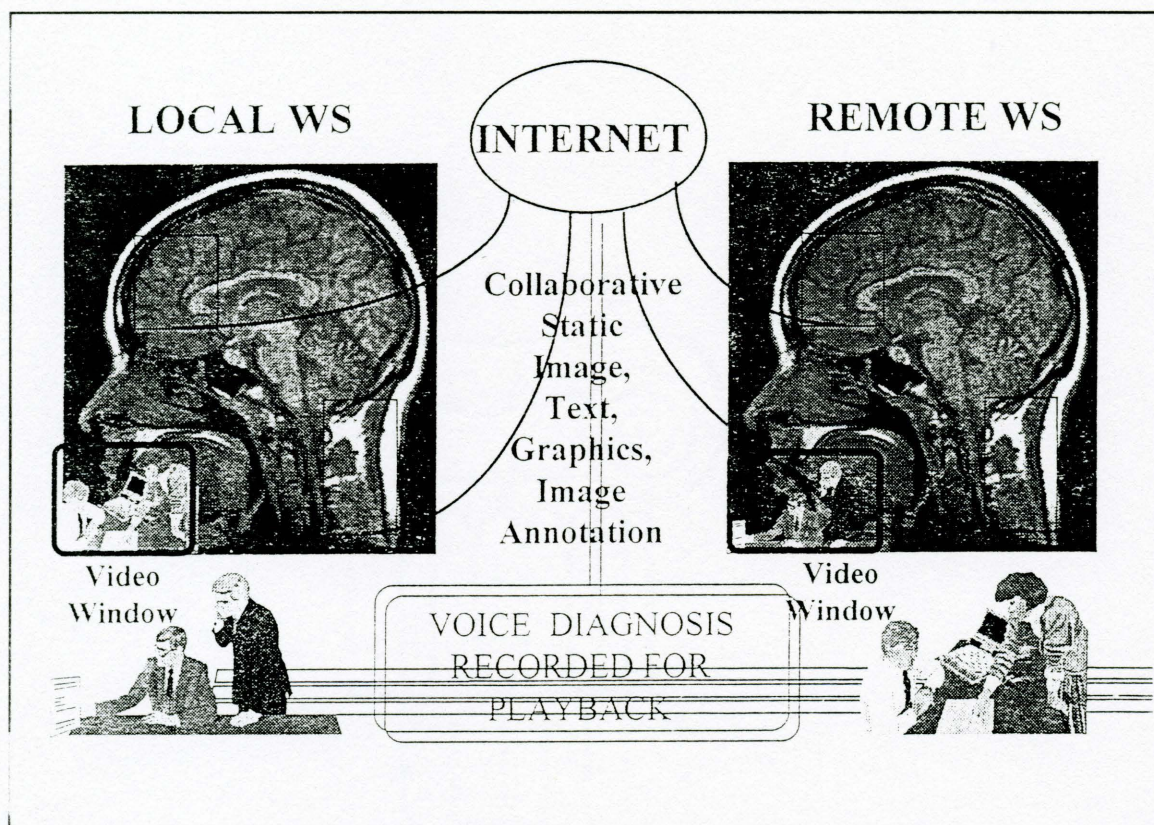 LOCAL WS
INTERNET
REMOTE WS
Collaborative
Static
Image,
Text,
Graphics,
Image
Annotation
Video
Window
Video
Window
VOICE DIAGNOSIS
RECORDED FOR
PLAYBACK